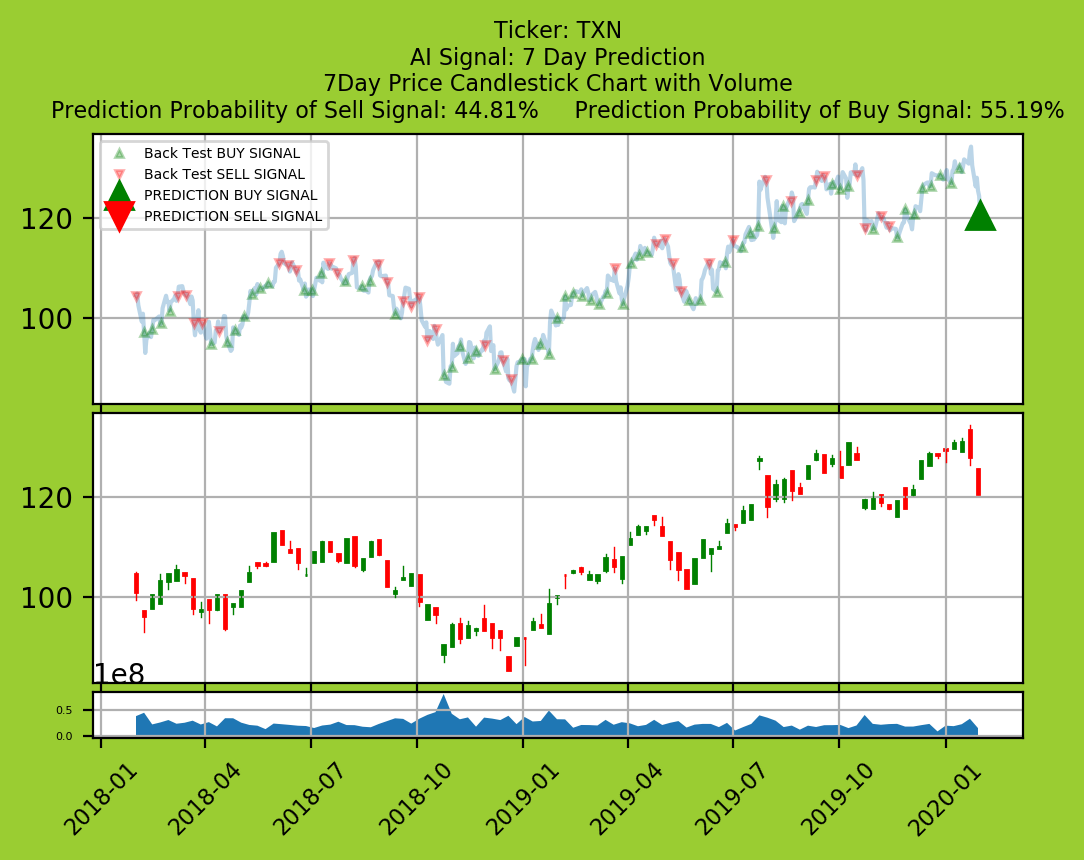 Ticker: TXN
AI Signal: 7 Day Prediction
7Day Price Candlestick Chart with Volume
Prediction Probability of Sell Signal: 44.81%    Prediction Probability of Buy Signal: 55.19%
Back Test BUY SIGNAL
Back Test SELL SIGNAL
PREDICTION BUY SIGNAL
PREDICTION SELL SIGNAL
120
100
120
100
1e8
0.5
0.0
2018-01
2018-04
2018-07
2018-10
2019-01
2019-04
2019-07
2019-10
2020-01